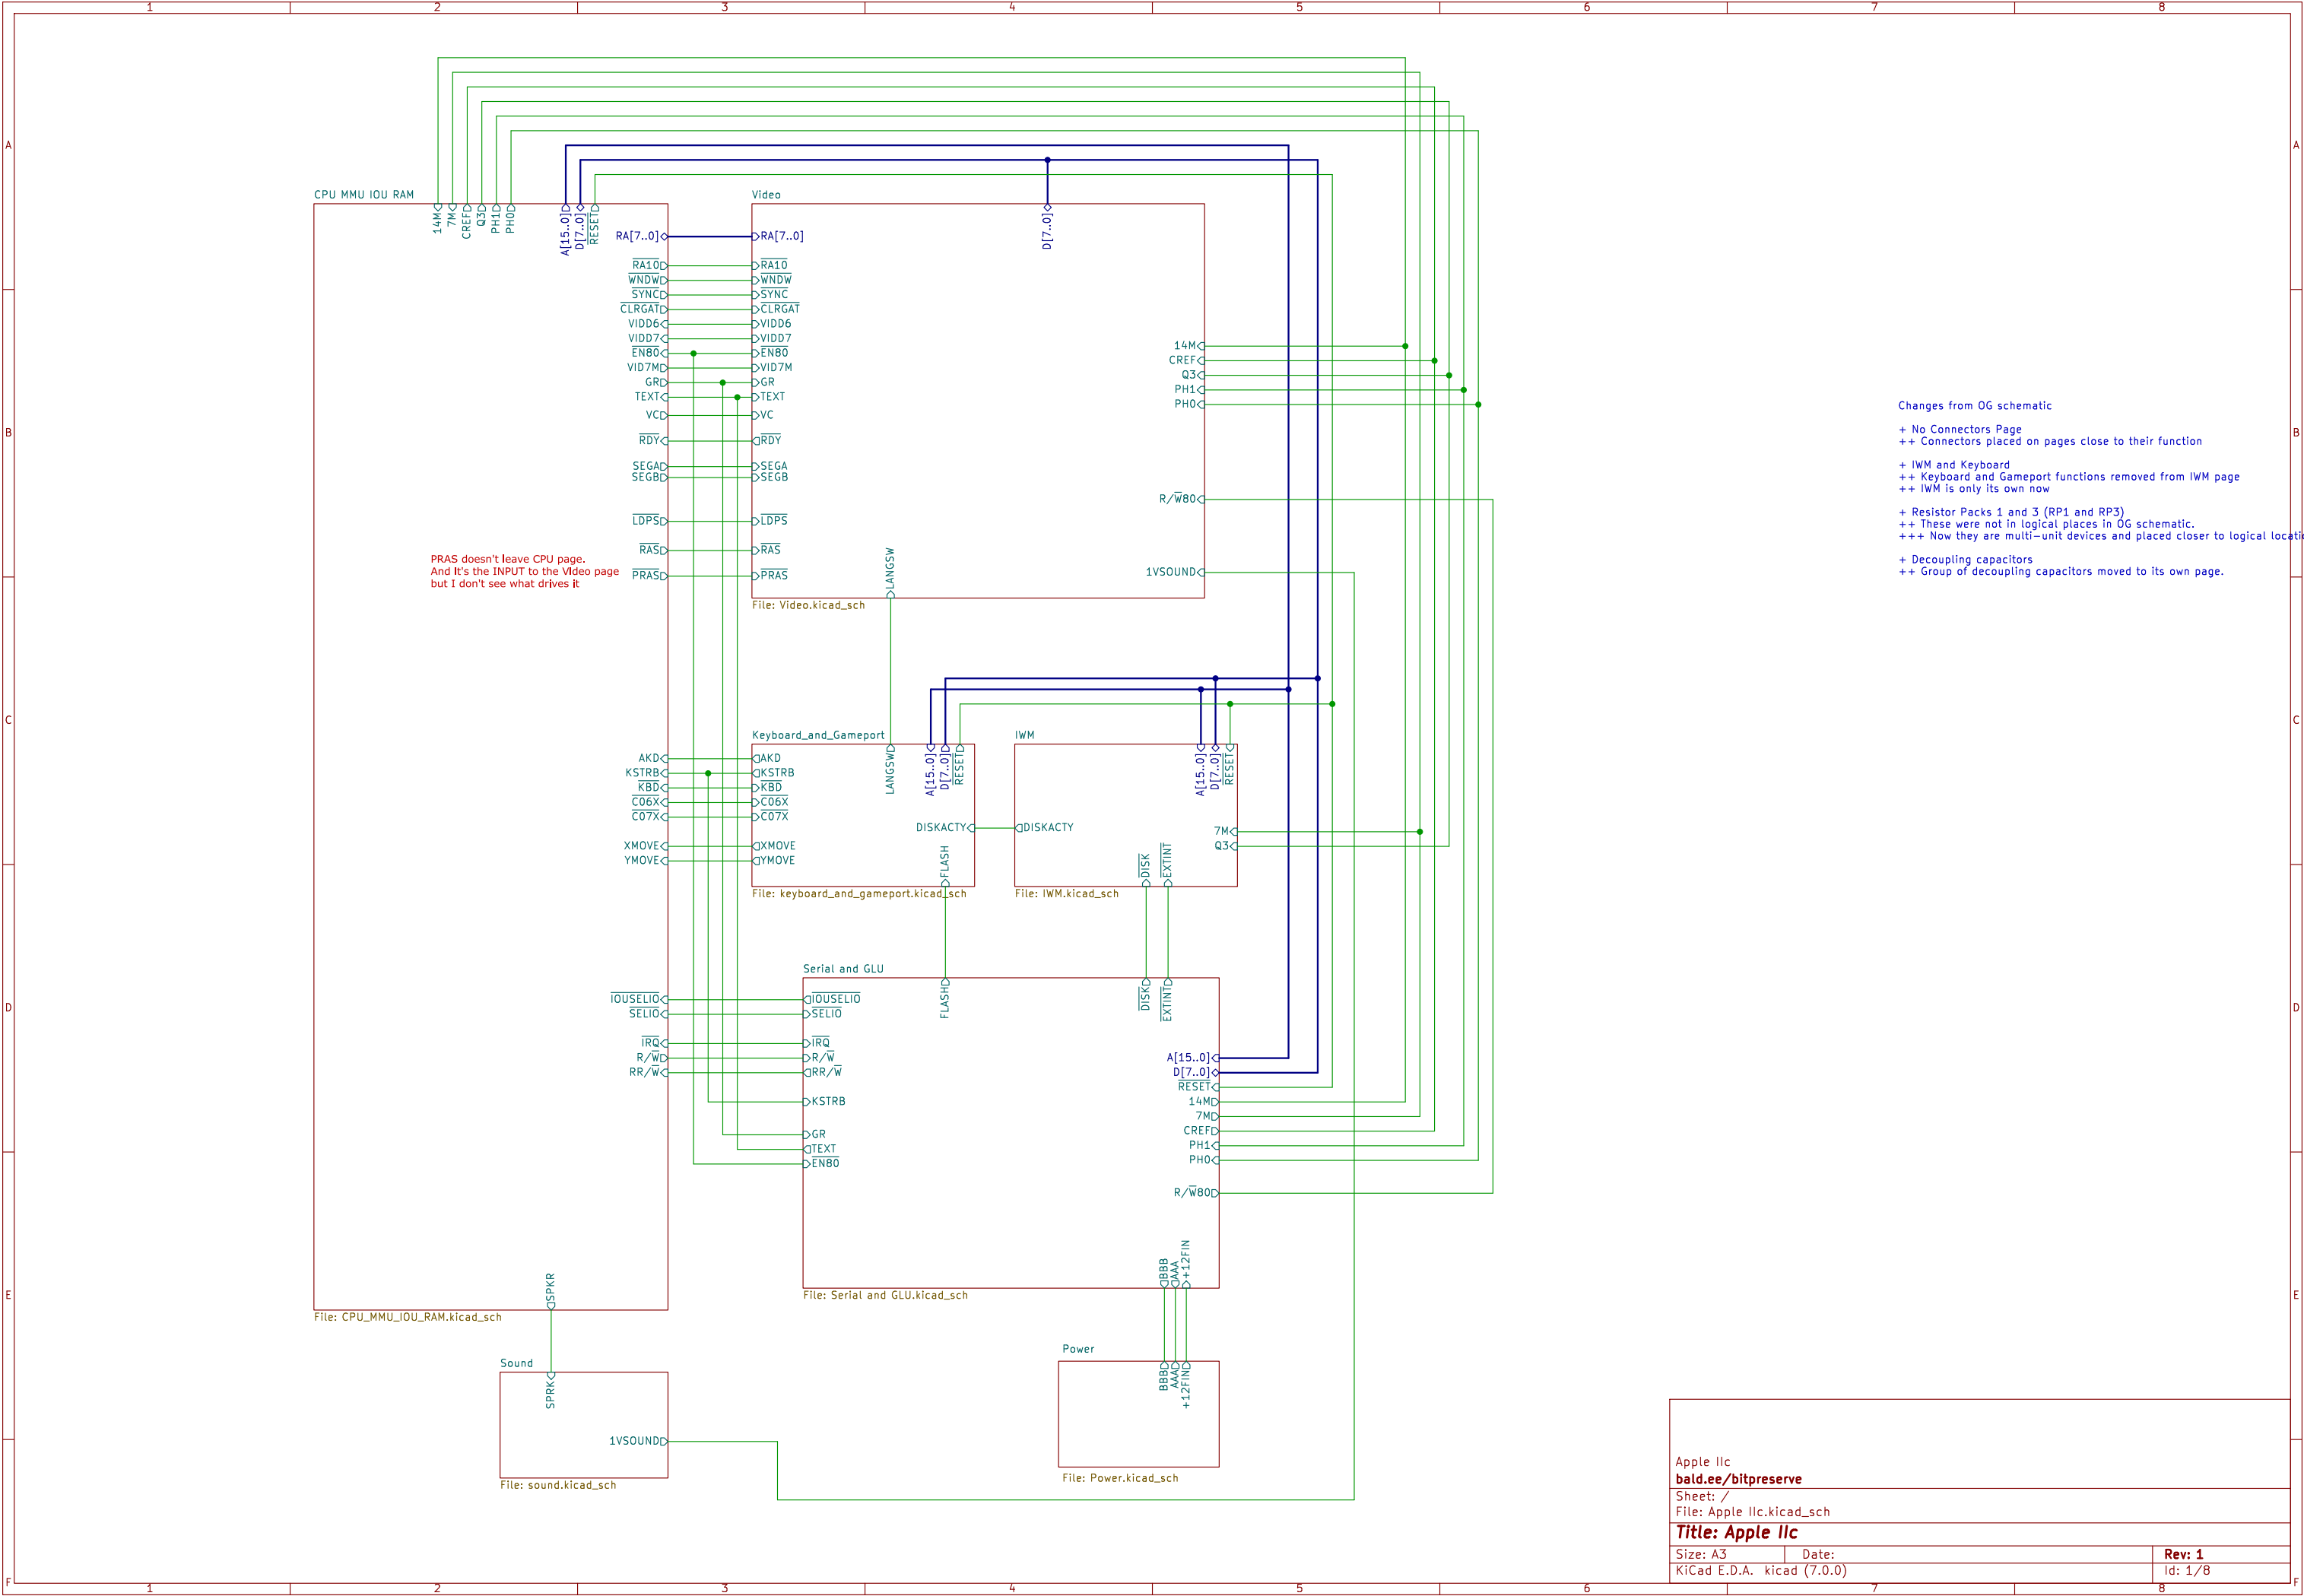 1 2 3 4 5 6 7 8
A
B
C
D
E
F
A
B
C
D
E
F
CPU MMU IOU RAM
14M
7M
CREF
Q3
PH1
PH0
A[15..0]
D[7..0]
RESET
RA[7..0]
RA10
WNDW
SYNC
CLRGAT
VIDD6
VIDD7
EN80
VID7M
GR
TEXT
VC
RDY
SEGA
SEGB
LDPS
RAS
PRAS
PRAS doesn't leave CPU page.
And It's the INPUT to the Video page
but I don't see what drives it
AKD
KSTRB
KBD
C06X
C07X
XMOVE
YMOVE
IOUSELIO
SELIO
IRQ
R/W
RR/W
SPKR
File: CPU_MMU_IOU_RAM.kicad_sch
Video
RA[7..0]
RA10
WNDW
SYNC
CLRGAT
VIDD6
VIDD7
EN80
VID7M
GR
TEXT
VC
RDY
SEGA
SEGB
LDPS
RAS
PRAS
D[7..0]
14M
CREF
Q3
PH1
PH0
R/W80
1VSOUND
LANGSW
File: Video.kicad_sch
Keyboard_and_Gameport
AKD
KSTRB
KBD
C06X
C07X
XMOVE
YMOVE
LANGSW
A[15..0]
D[7..0]
RESET
DISKACTY
FLASH
File: keyboard_and_gameport.kicad_sch
IWM
DISKACTY
A[15..0]
D[7..0]
RESET
7M
Q3
DISK
EXTINT
File: IWM.kicad_sch
Serial and GLU
IOUSELIO
SELIO
IRQ
R/W
RR/W
KSTRB
GR
TEXT
EN80
FLASH
DISK
EXTINT
A[15..0]
D[7..0]
RESET
14M
7M
CREF
PH1
PH0
R/W80
BBB
AAA
+12FIN
File: Serial and GLU.kicad_sch
Sound
SPRK
1VSOUND
File: sound.kicad_sch
Power
BBB
AAA
+12FIN
File: Power.kicad_sch
Changes from OG schematic
+ No Connectors Page
++ Connectors placed on pages close to their function
+ IWM and Keyboard
++ Keyboard and Gameport functions removed from IWM page
++ IWM is only its own now
+ Resistor Packs 1 and 3 (RP1 and RP3)
++ These were not in logical places in OG schematic.
+++ Now they are multi-unit devices and placed closer to logical locati
+ Decoupling capacitors
++ Group of decoupling capacitors moved to its own page.
Apple IIc
bald.ee/bitpreserve
Sheet: /
File: Apple IIc.kicad_sch
Title: Apple IIc
Size: A3 Date: Rev: 1
KiCad E.D.A. kicad (7.0.0) Id: 1/8
1 2 3 4 5 6 7 8